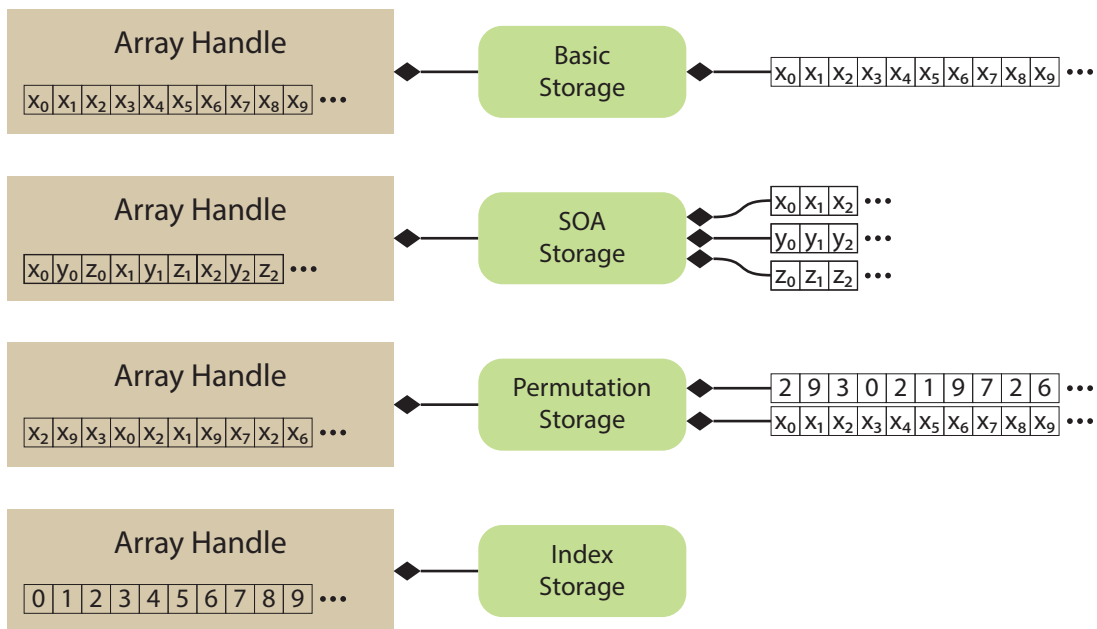 Array Handle
x₀ x₁ x₂ x₃ x₄ x₅ x₆ x₇ x₈ x₉ •••
Basic
Storage
x₀ x₁ x₂ x₃ x₄ x₅ x₆ x₇ x₈ x₉ •••
Array Handle
x₀ y₀ z₀ x₁ y₁ z₁ x₂ y₂ z₂ •••
SOA
Storage
x₀ x₁ x₂ •••
y₀ y₁ y₂ •••
z₀ z₁ z₂ •••
Array Handle
x₂ x₉ x₃ x₀ x₂ x₁ x₉ x₇ x₂ x₆ •••
Permutation
Storage
2 9 3 0 2 1 9 7 2 6 •••
x₀ x₁ x₂ x₃ x₄ x₅ x₆ x₇ x₈ x₉ •••
Array Handle
0 1 2 3 4 5 6 7 8 9 •••
Index
Storage